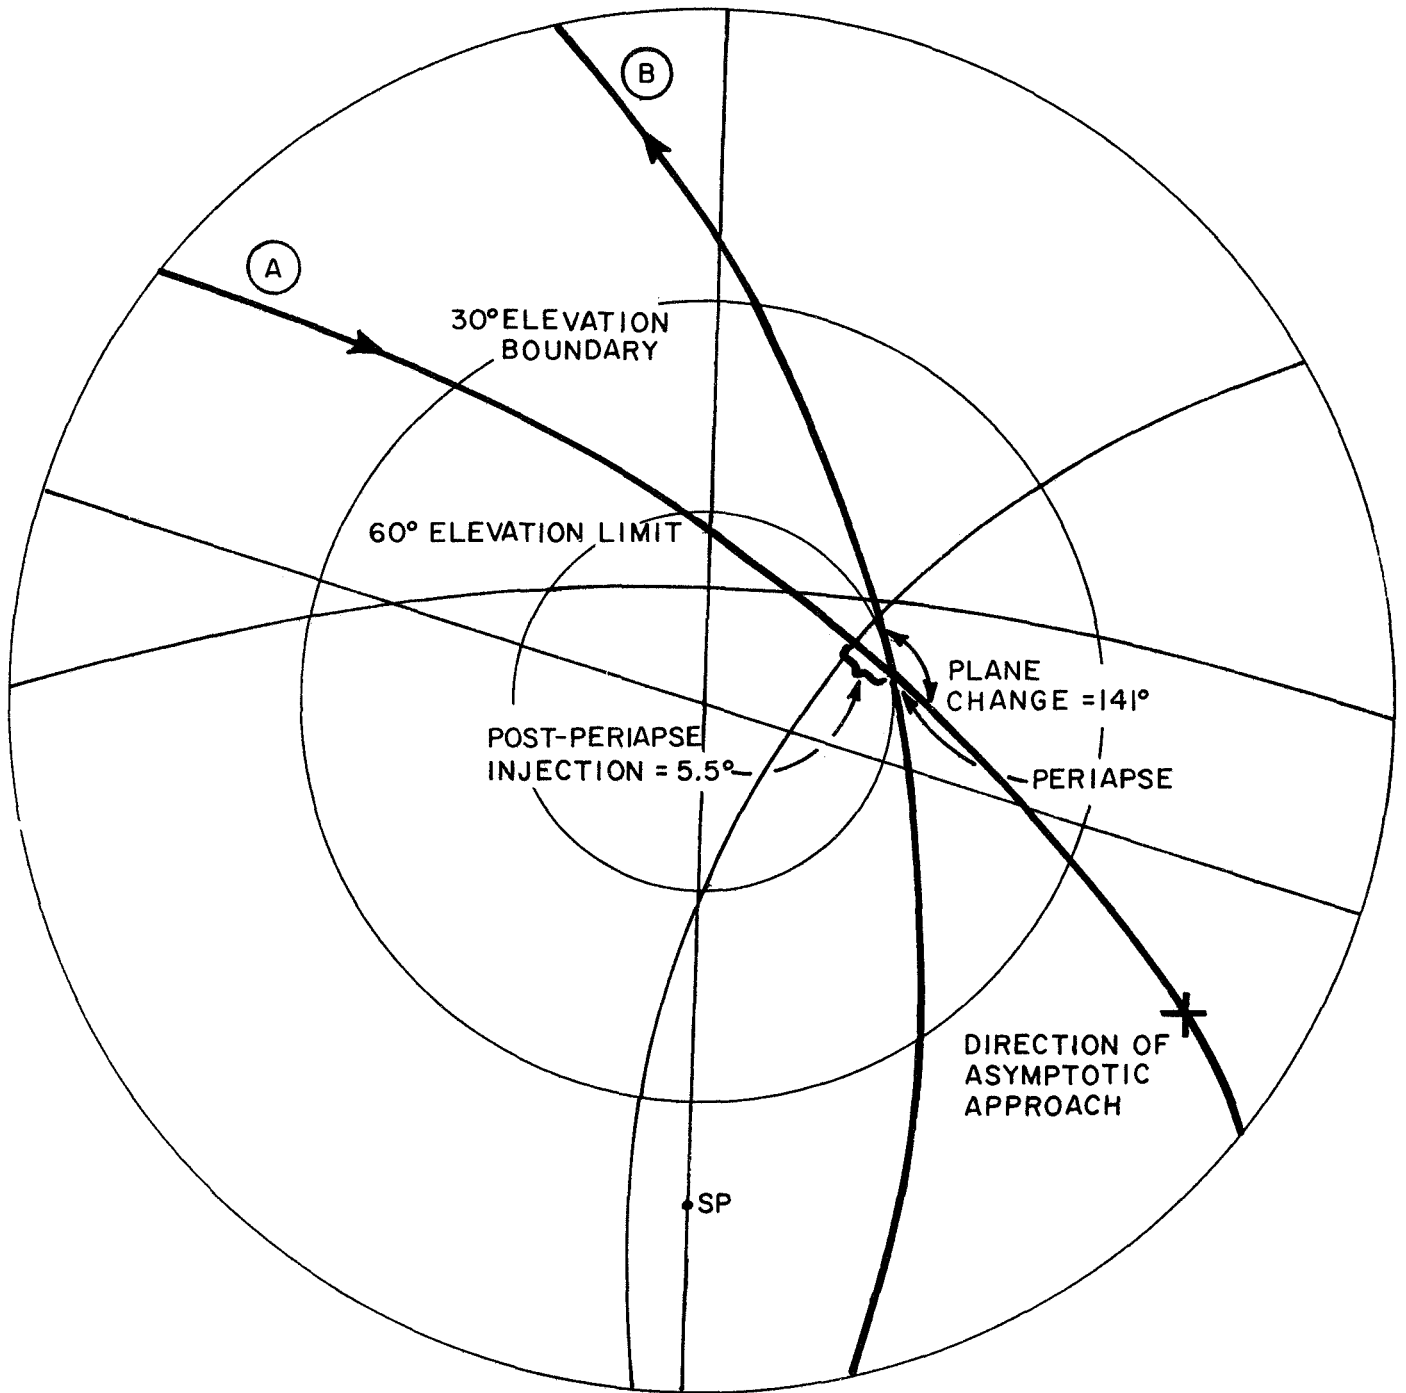 B
A
30° ELEVATION
BOUNDARY
60° ELEVATION LIMIT
PLANE
CHANGE = 141°
POST-PERIAPSE
INJECTION = 5.5°
PERIAPSE
DIRECTION OF
ASYMPTOTIC
APPROACH
SP